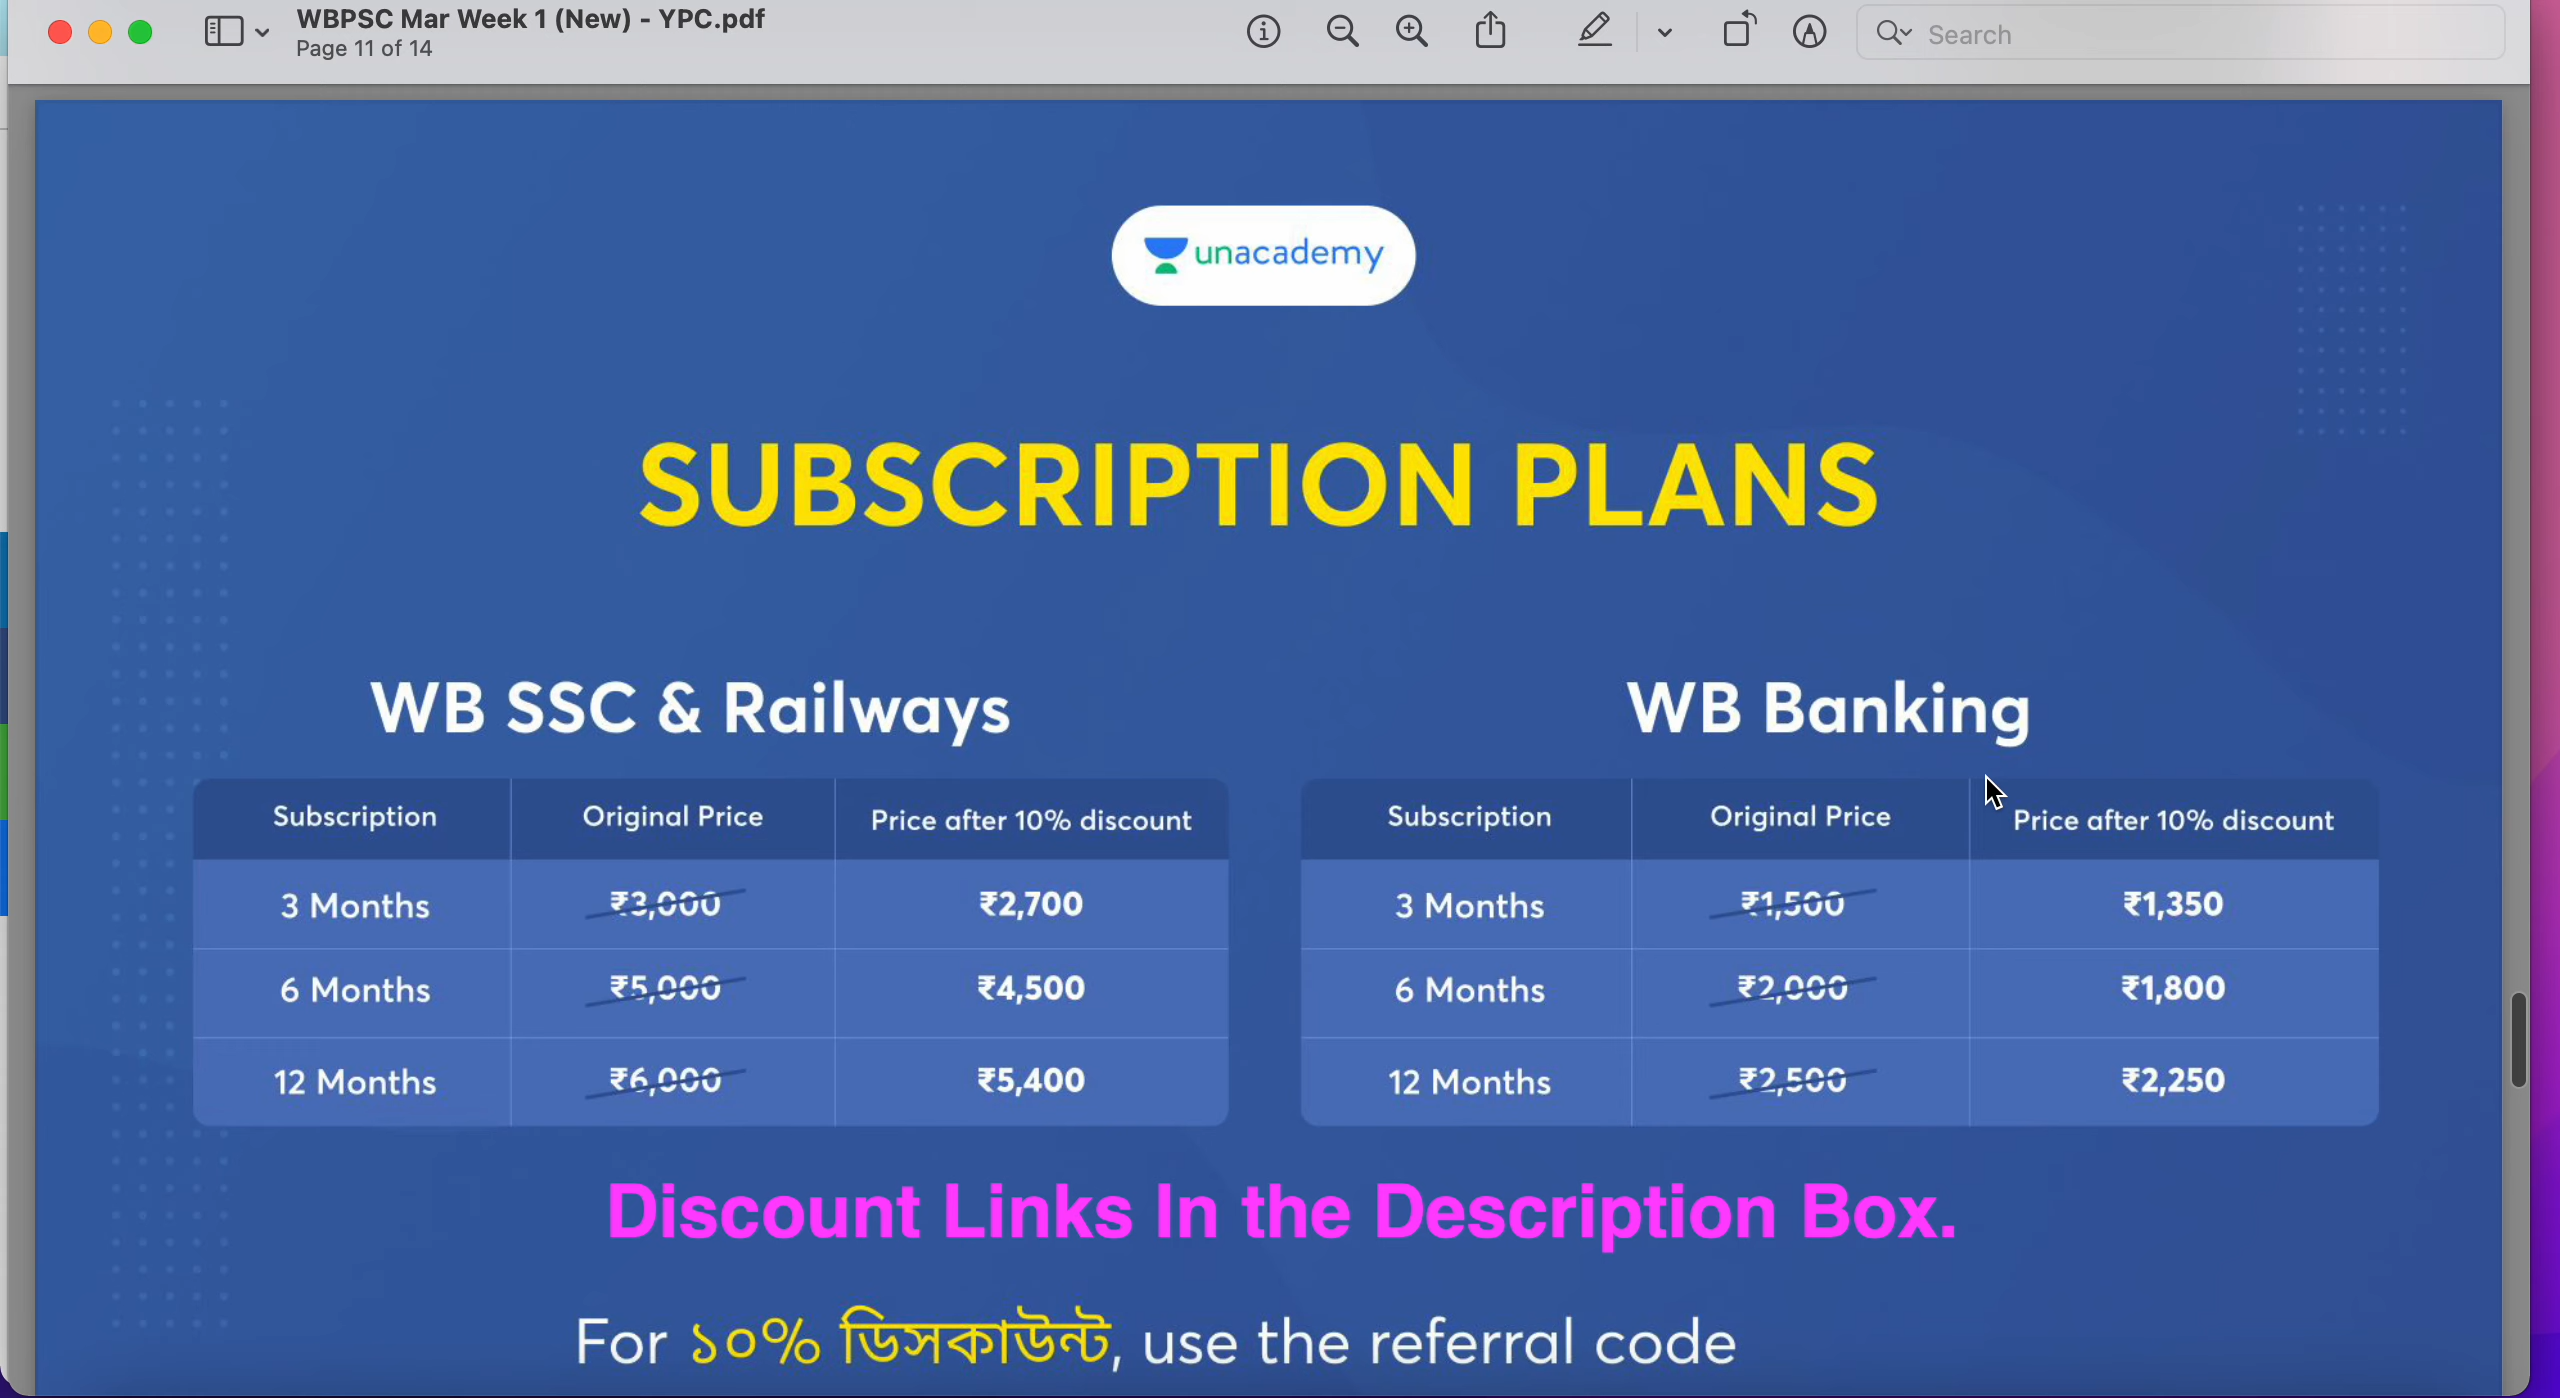 WBPSC Mar Week 1 (New) - YPC.pdf
Page 11 of 14
Search
unacademy
SUBSCRIPTION PLANS
WB SSC & Railways
Subscription Original Price Price after 10% discount
3 Months ₹3,000 ₹2,700
6 Months ₹5,000 ₹4,500
12 Months ₹6,000 ₹5,400
WB Banking
Subscription Original Price Price after 10% discount
3 Months ₹1,500 ₹1,350
6 Months ₹2,000 ₹1,800
12 Months ₹2,500 ₹2,250
Discount Links In the Description Box.
For ১০% ডিসকাউন্ট, use the referral code